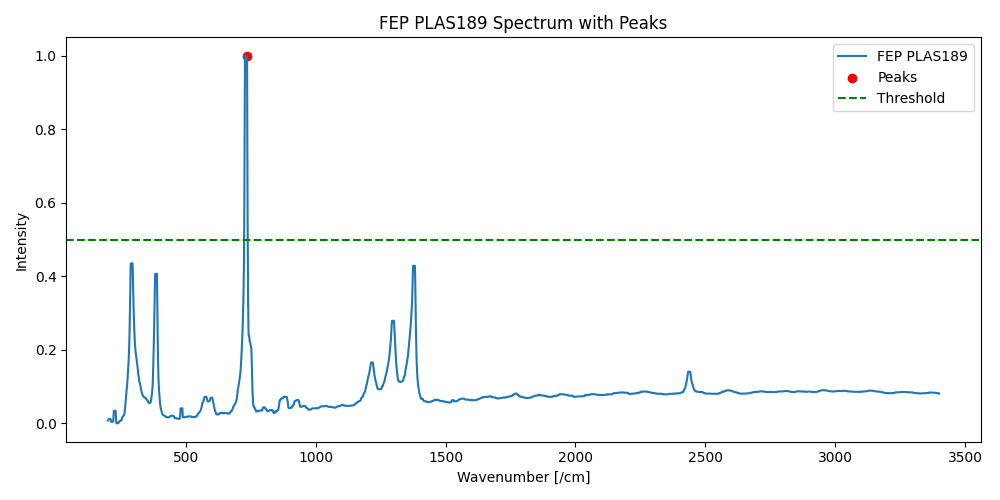 FEP PLAS189 Spectrum with Peaks
FEP PLAS189
Peaks
Threshold
1.0
0.8
0.6
0.4
0.2
0.0
Intensity
500
1000
1500
2000
2500
3000
3500
Wavenumber [/cm]